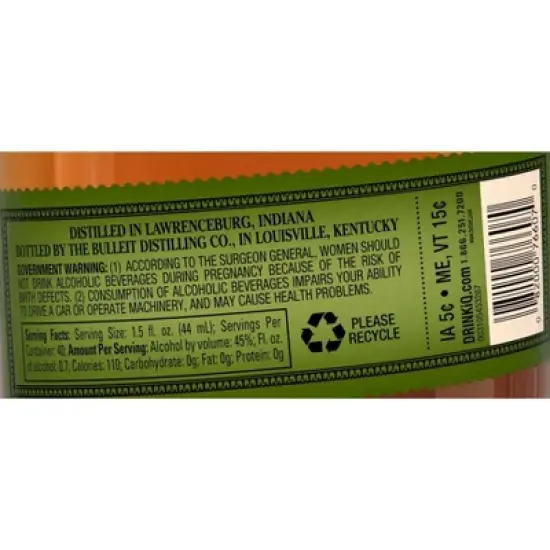 DISTILLED IN LAWRENCEBURG, INDIANA
BOTTLED BY THE BULLEIT DISTILLING CO., IN LOUISVILLE, KENTUCKY
GOVERNMENT WARNING: (1) ACCORDING TO THE SURGEON GENERAL, WOMEN SHOULD
NOT DRINK ALCOHOLIC BEVERAGES DURING PREGNANCY BECAUSE OF THE RISK OF
BIRTH DEFECTS. (2) CONSUMPTION OF ALCOHOLIC BEVERAGES IMPAIRS YOUR ABILITY
TO DRIVE A CAR OR OPERATE MACHINERY, AND MAY CAUSE HEALTH PROBLEMS.
Serving Facts: Serving Size: 1.5 fl. oz. (44 mL); Servings Per
Container: 40; Amount Per Serving: Alcohol by volume: 45%; Fl. oz.
of alcohol: 0.7, Calories: 110; Carbohydrate: 0g; Fat: 0g; Protein: 0g
PLEASE
RECYCLE
IA 5¢ • ME, VT 15¢
DRINKiQ.com 1.866.251.7200